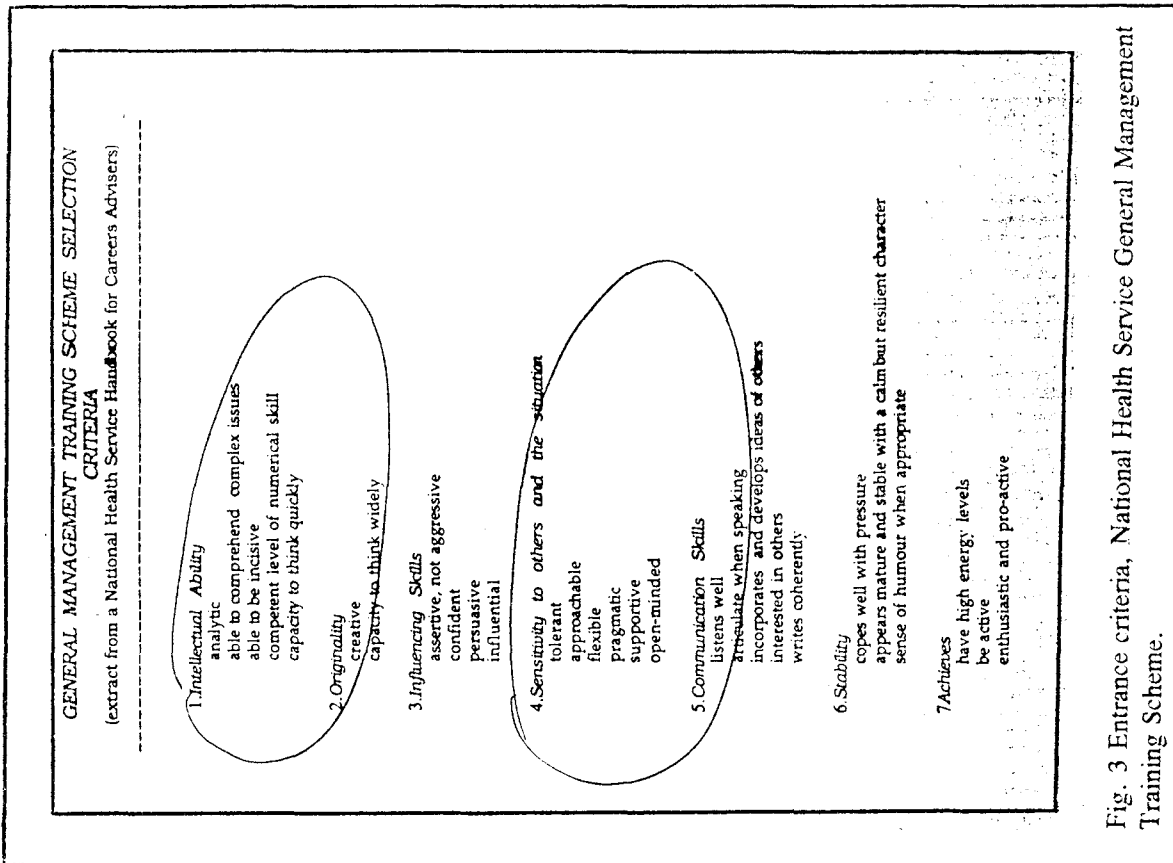 GENERAL MANAGEMENT TRAINING SCHEME SELECTION
CRITERIA
(extract from a National Health Service Handbook for Careers Advisers)
1.Intellectual Ability
analytic
able to comprehend complex issues
able to be incisive
competent level of numerical skill
capacity to think quickly
2.Originality
creative
capacity to think widely
3.Influencing Skills
assertive, not aggressive
confident
persuasive
influential
4.Sensitivity to others and the situation
tolerant
approachable
flexible
pragmatic
supportive
open-minded
5.Communication Skills
listens well
articulate when speaking
incorporates and develops ideas of others
interested in others
writes coherently
6.Stability
copes well with pressure
appears mature and stable with a calm but resilient character
sense of humour when appropriate
7Achieves
have high energy levels
be active
enthusiastic and pro-active
Fig. 3 Entrance criteria, National Health Service General Management
Training Scheme.